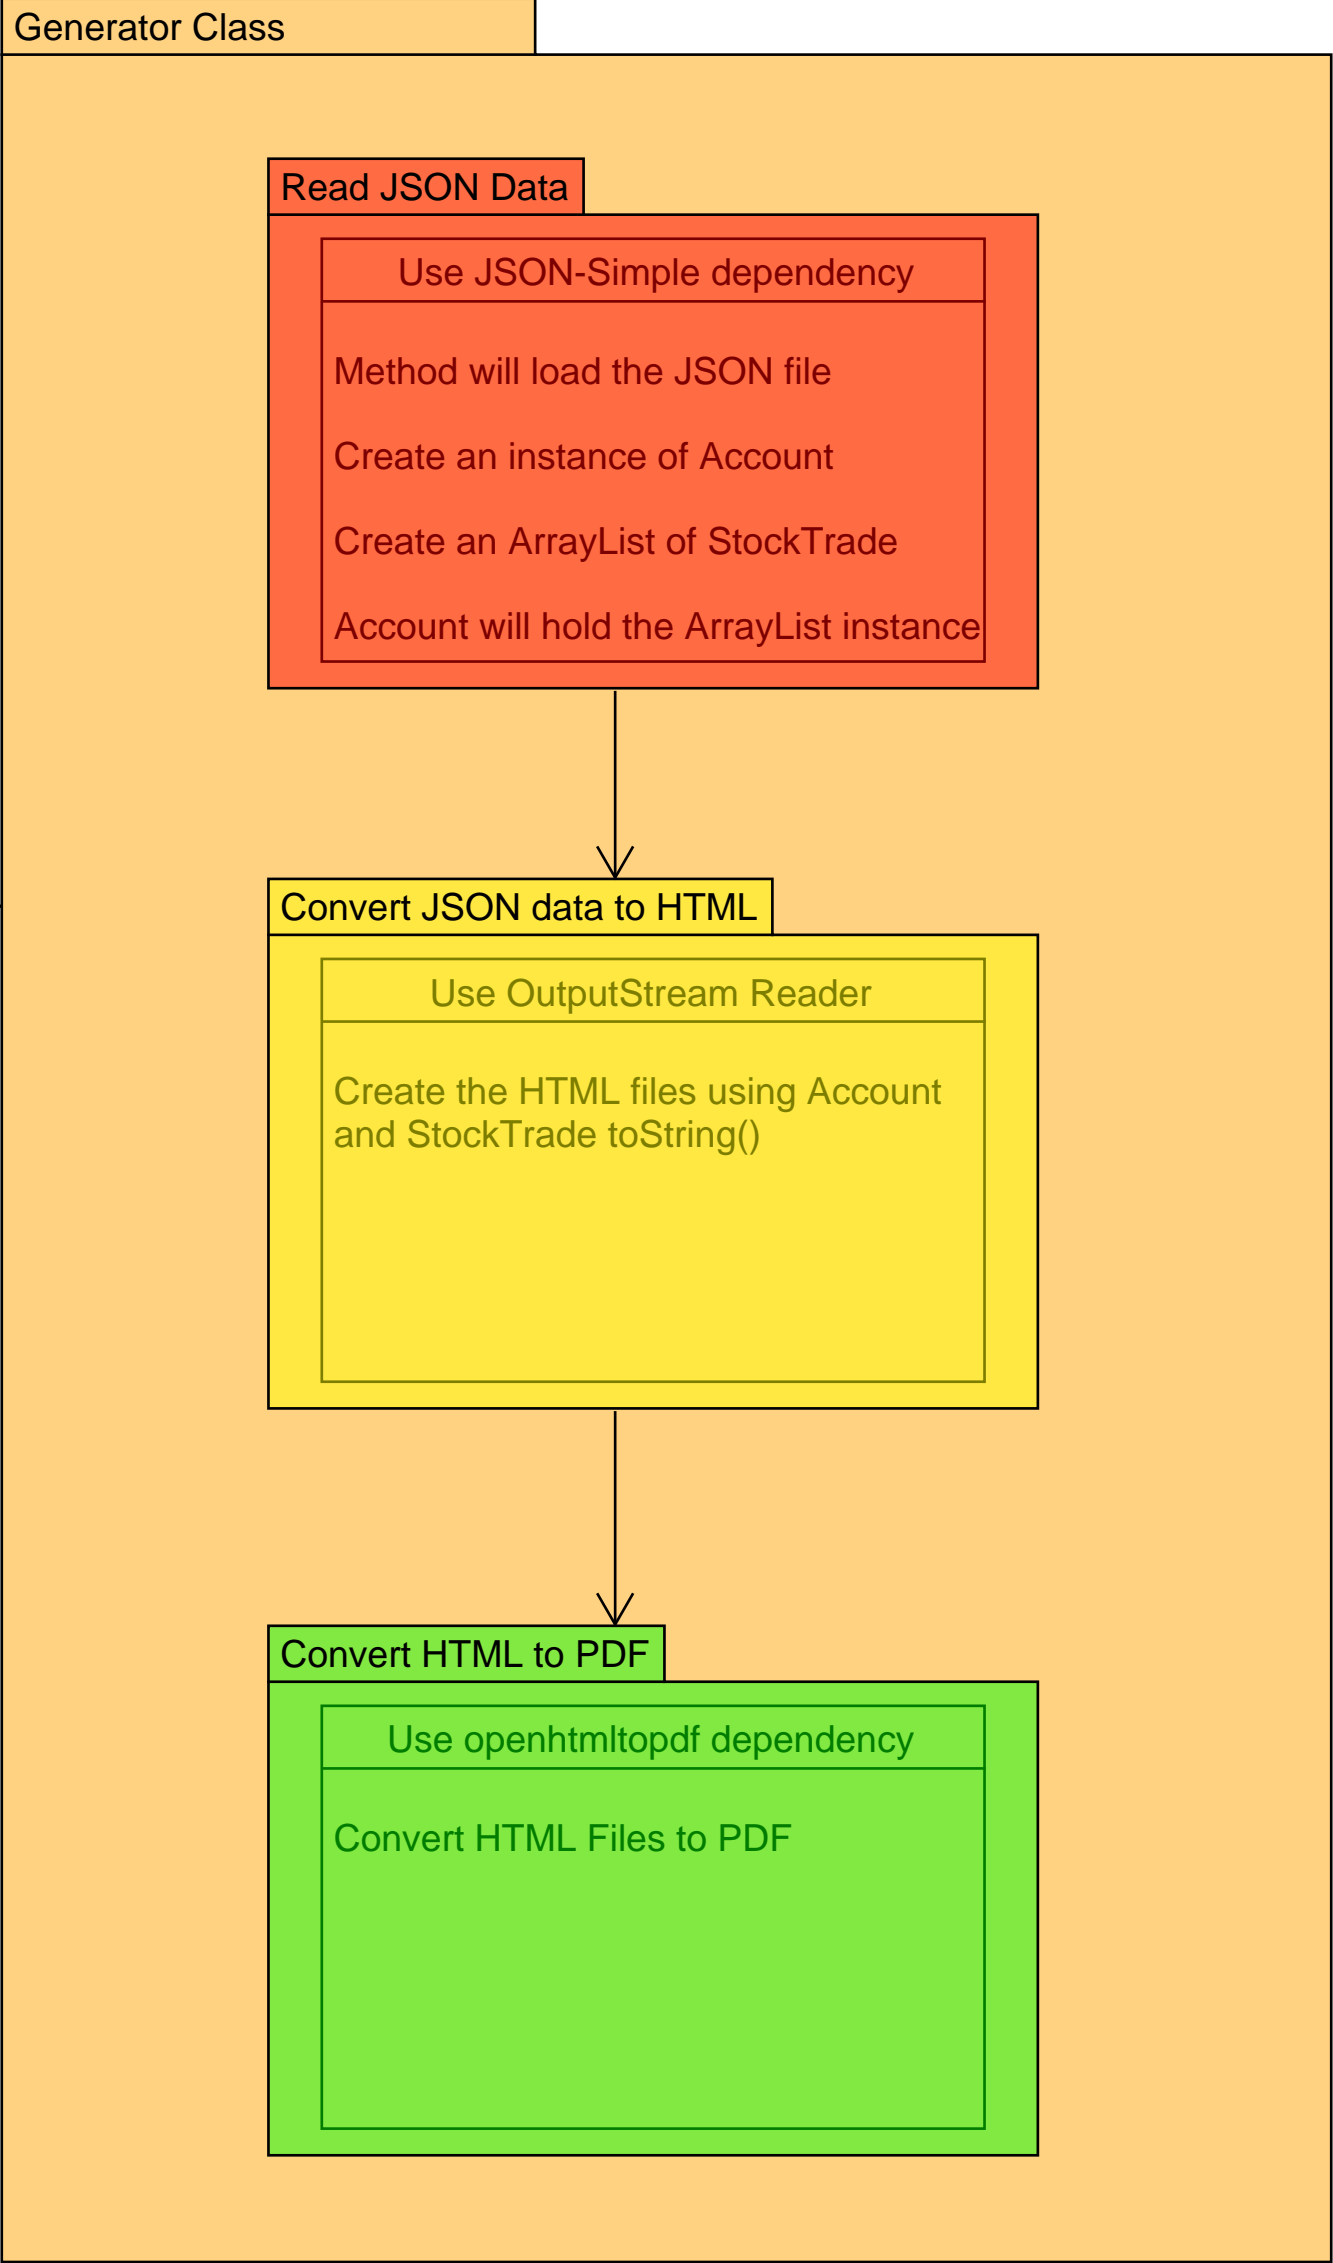 Generator Class
Read JSON Data
Use JSON-Simple dependency
Method will load the JSON file
Create an instance of Account
Create an ArrayList of StockTrade
Account will hold the ArrayList instance
Convert JSON data to HTML
Use OutputStream Reader
Create the HTML files using Account
and StockTrade toString()
Convert HTML to PDF
Use openhtmltopdf dependency
Convert HTML Files to PDF